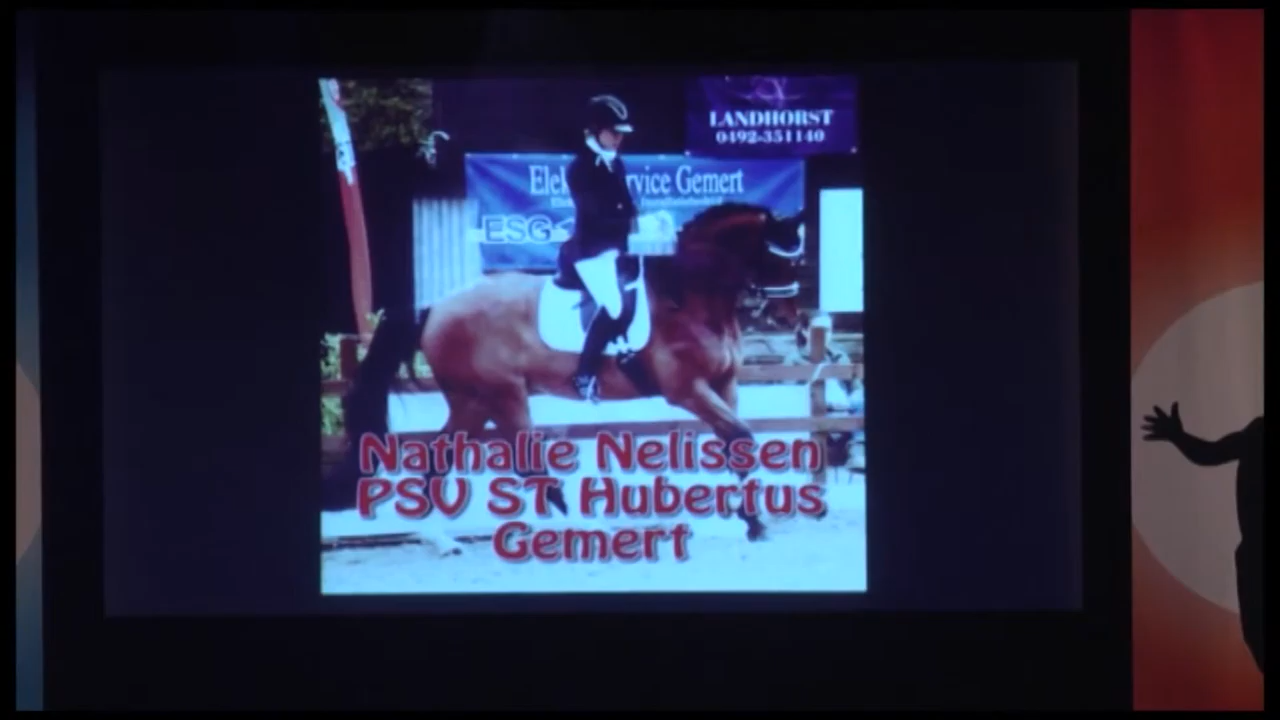 LANDHORST
0492-351140
Service Gemert
ESG
Nathalie Nelissen
PSV ST Hubertus
Gemert